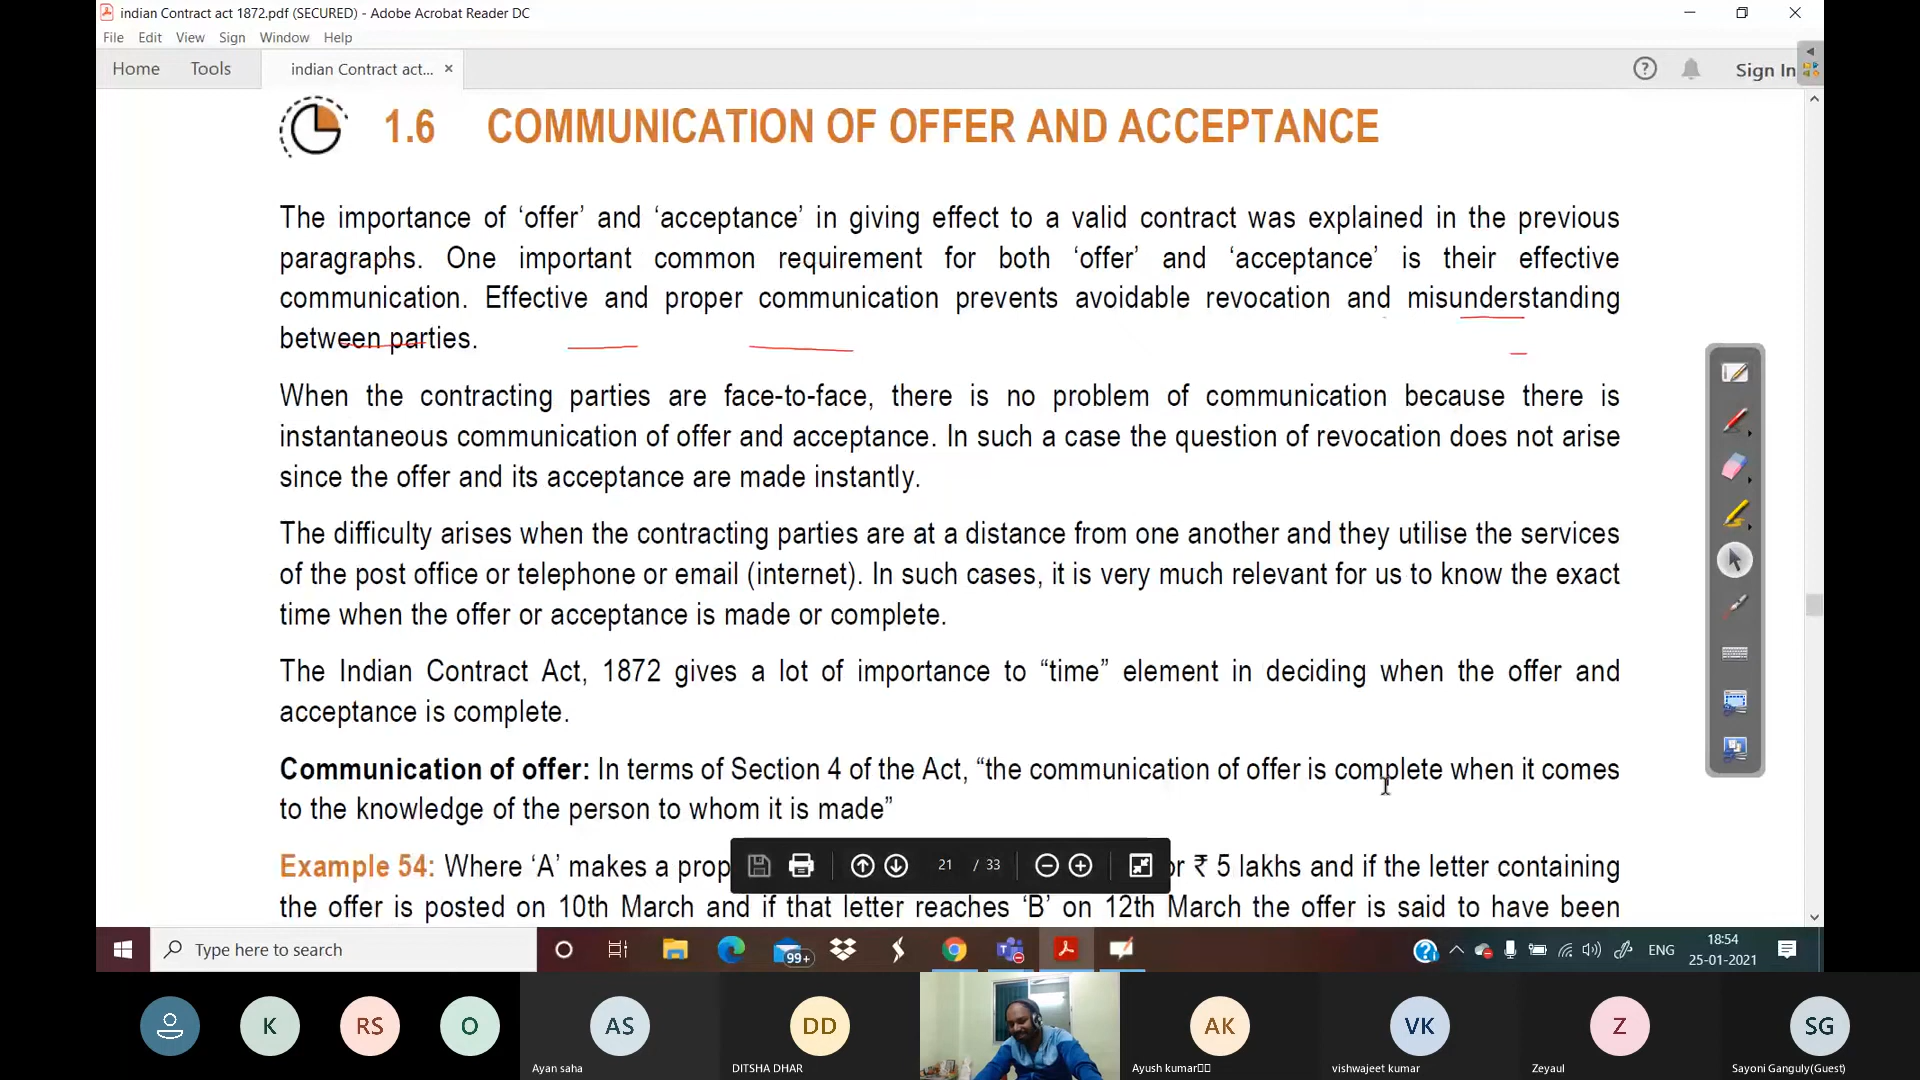 indian Contract act 1872.pdf (SECURED) - Adobe Acrobat Reader DC
File Edit View Sign Window Help
Home Tools indian Contract act... × Sign In
1.6 COMMUNICATION OF OFFER AND ACCEPTANCE
The importance of ‘offer’ and ‘acceptance’ in giving effect to a valid contract was explained in the previous
paragraphs. One important common requirement for both ‘offer’ and ‘acceptance’ is their effective
communication. Effective and proper communication prevents avoidable revocation and misunderstanding
between parties.
When the contracting parties are face-to-face, there is no problem of communication because there is
instantaneous communication of offer and acceptance. In such a case the question of revocation does not arise
since the offer and its acceptance are made instantly.
The difficulty arises when the contracting parties are at a distance from one another and they utilise the services
of the post office or telephone or email (internet). In such cases, it is very much relevant for us to know the exact
time when the offer or acceptance is made or complete.
The Indian Contract Act, 1872 gives a lot of importance to “time” element in deciding when the offer and
acceptance is complete.
Communication of offer: In terms of Section 4 of the Act, “the communication of offer is complete when it comes
to the knowledge of the person to whom it is made”
Example 54: Where ‘A’ makes a prop
21 / 33
or ₹ 5 lakhs and if the letter containing
the offer is posted on 10th March and if that letter reaches ‘B’ on 12th March the offer is said to have been
Type here to search
99+
ENG
18:54
25-01-2021
K RS O AS DD AK VK Z SG
Ayan saha DITSHA DHAR Ayush kumar vishwajeet kumar Zeyaul Sayoni Ganguly(Guest)